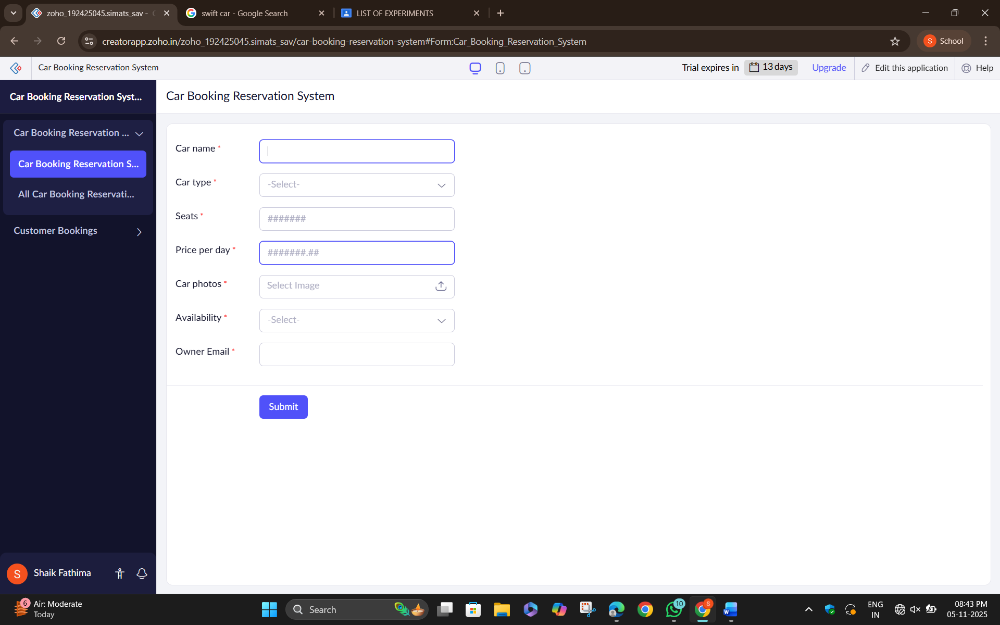 zoho_192425045.simats_sav -
swift car - Google Search
LIST OF EXPERIMENTS
creatorapp.zoho.in/zoho_192425045.simats_sav/car-booking-reservation-system#Form:Car_Booking_Reservation_System
S School
Car Booking Reservation System
Trial expires in 13 days Upgrade Edit this application Help
Car Booking Reservation Syst...
Car Booking Reservation System
Car Booking Reservation ...
Car Booking Reservation S...
All Car Booking Reservati...
Customer Bookings
Car name *
Car type *
-Select-
Seats *
#######
Price per day *
#######.##
Car photos *
Select Image
Availability *
-Select-
Owner Email *
Submit
S Shaik Fathima
6
Air: Moderate
Today
Search
10
S
W
ENG
IN
08:43 PM
05-11-2025